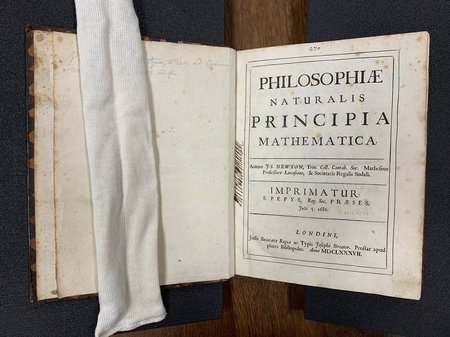 270
PHILOSOPHIÆ
NATURALIS
PRINCIPIA
MATHEMATICA.
Autore JS. NEWTON, Trin. Coll. Cantab. Soc. Matheseos
Professore Lucasiano, & Societatis Regalis Sodali.
IMPRIMATUR.
S. PEPYS, Reg. Soc. PRÆSES.
Julii 5. 1686.
LONDINI,
Jussu Societatis Regiæ ac Typis Josephi Streater. Prostat apud
plures Bibliopolas. Anno MDCLXXXVII.